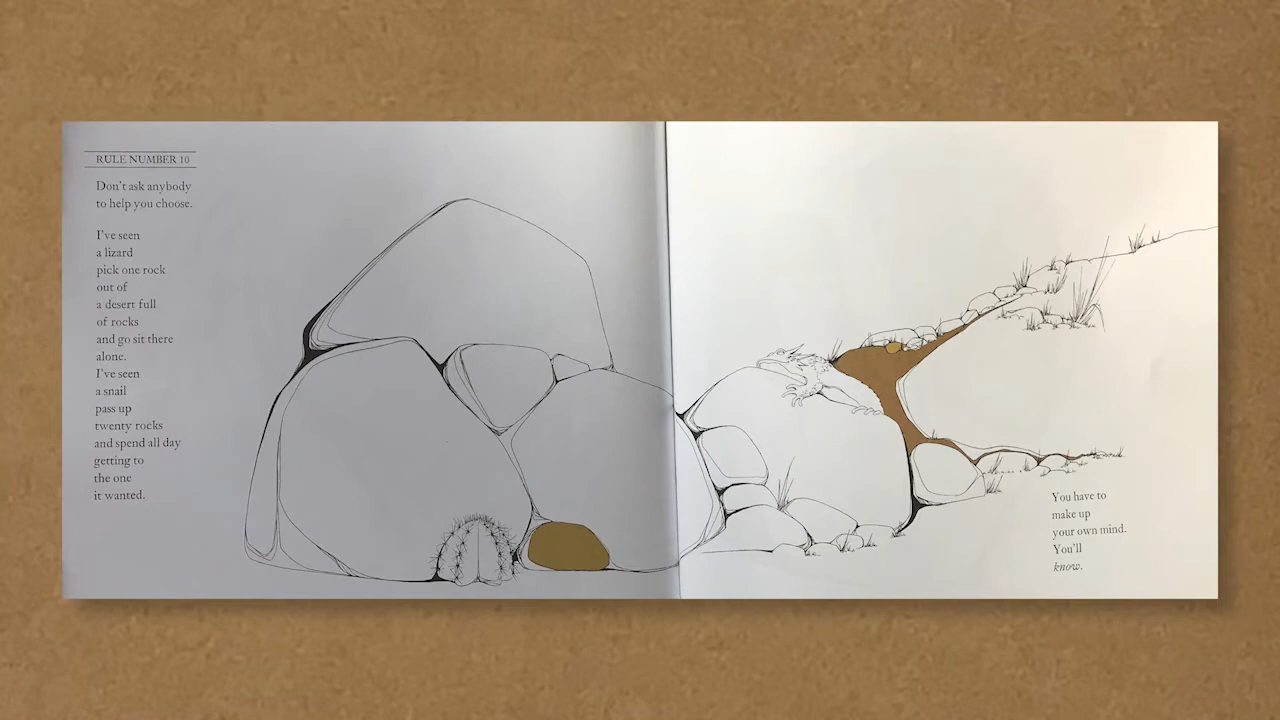 RULE NUMBER 10
Don't ask anybody
to help you choose.
I've seen
a lizard
pick one rock
out of
a desert full
of rocks
and go sit there
alone.
I've seen
a snail
pass up
twenty rocks
and spend all day
getting to
the one
it wanted.
You have to
make up
your own mind.
You'll
know.